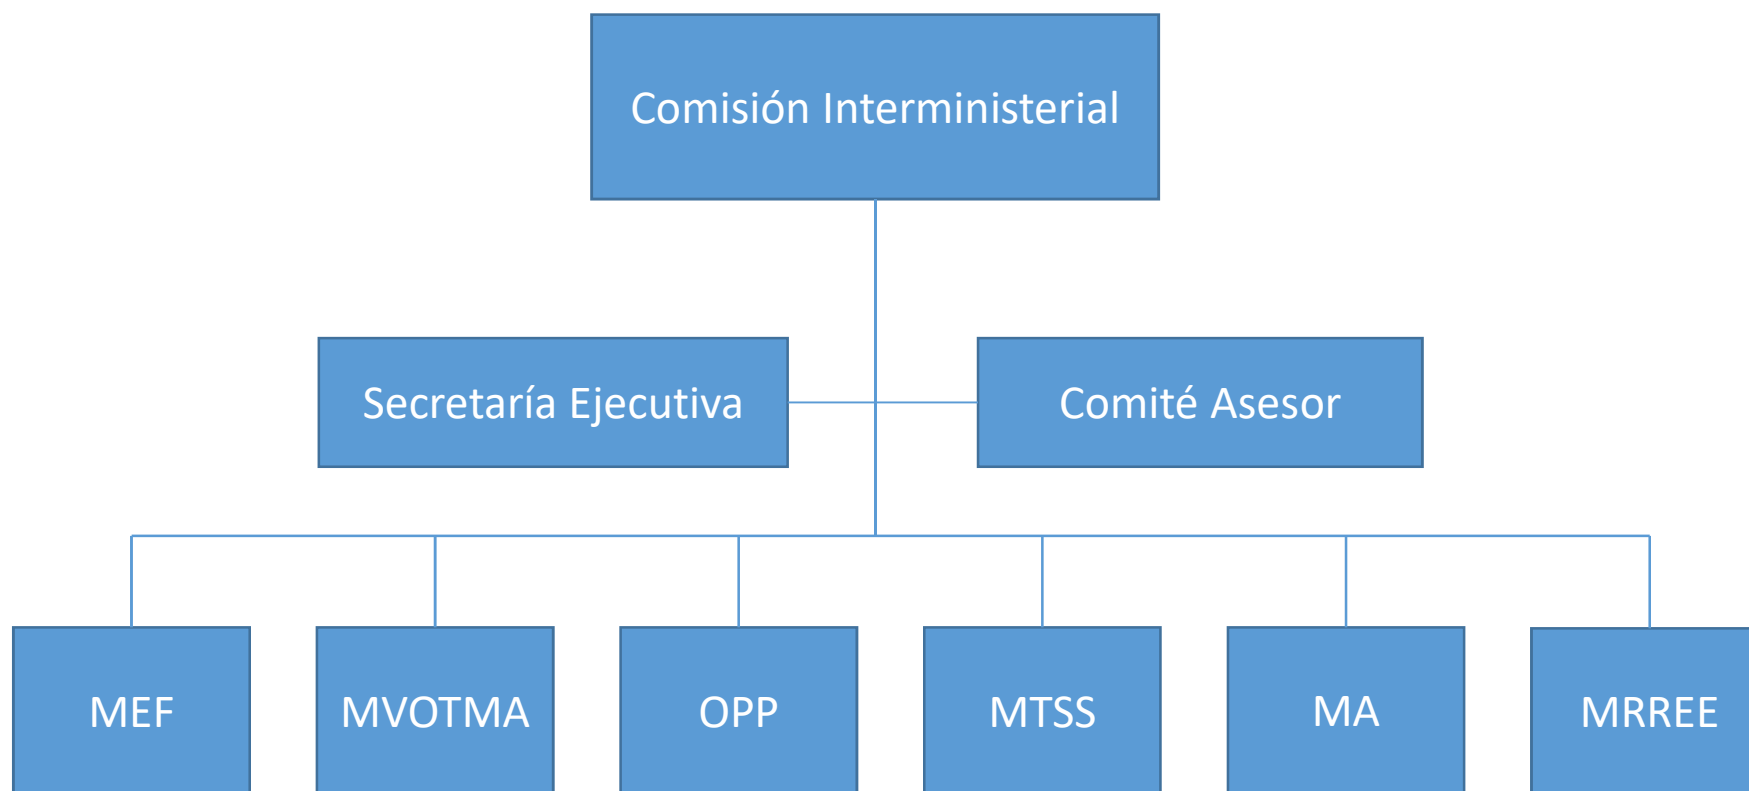 Comisión Interministerial
Secretaría Ejecutiva
Comité Asesor
MEF
MVOTMA
OPP
MTSS
MA
MRREE